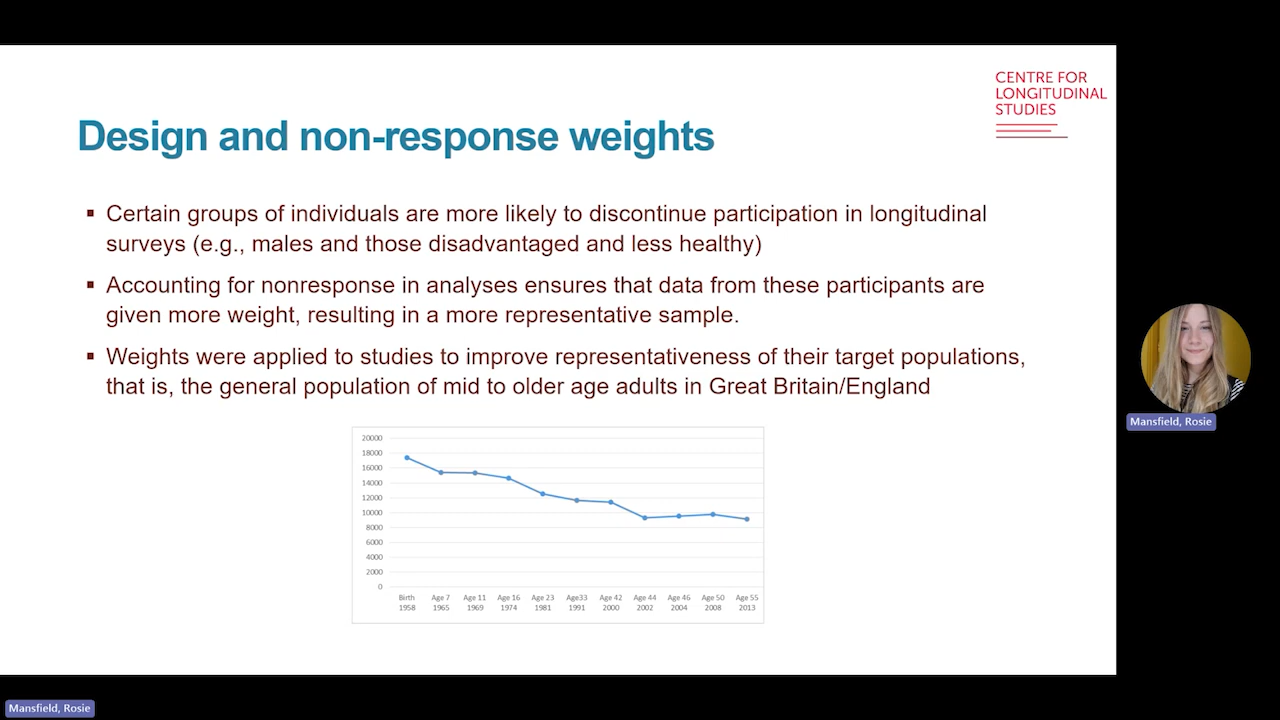 CENTRE FOR
LONGITUDINAL
STUDIES
Design and non-response weights
▪ Certain groups of individuals are more likely to discontinue participation in longitudinal
surveys (e.g., males and those disadvantaged and less healthy)
▪ Accounting for nonresponse in analyses ensures that data from these participants are
given more weight, resulting in a more representative sample.
▪ Weights were applied to studies to improve representativeness of their target populations,
that is, the general population of mid to older age adults in Great Britain/England
20000
18000
16000
14000
12000
10000
8000
6000
4000
2000
0
Birth Age 7 Age 11 Age 16 Age 23 Age33 Age 42 Age 44 Age 46 Age 50 Age 55
1958 1965 1969 1974 1981 1991 2000 2002 2004 2008 2013
Mansfield, Rosie
Mansfield, Rosie